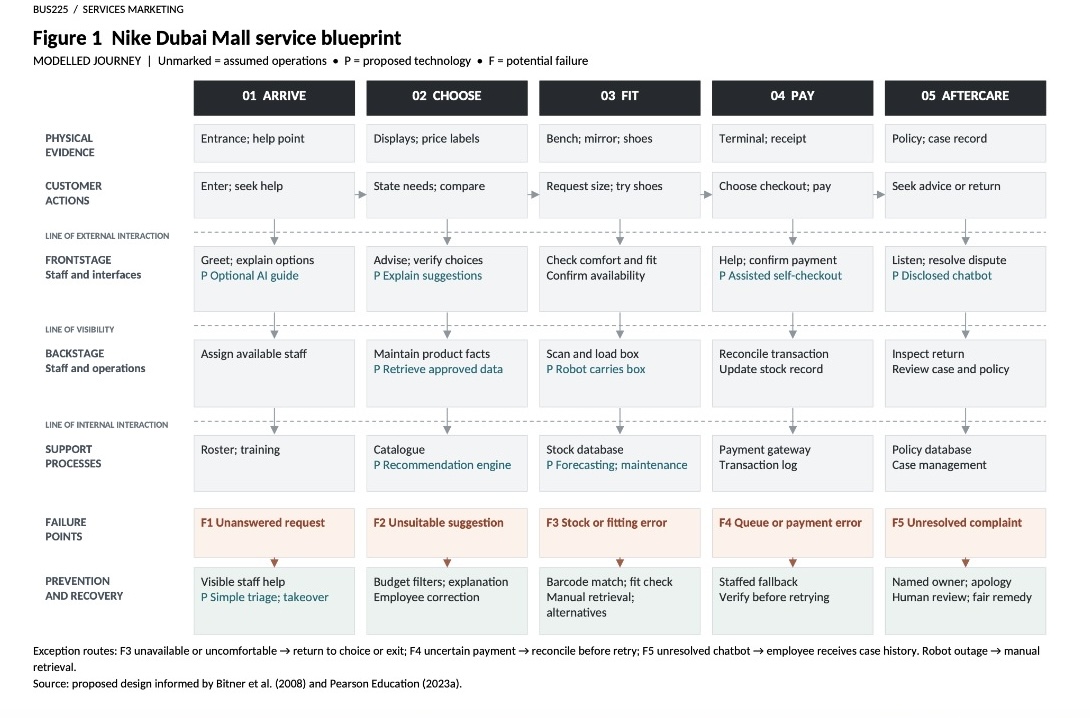 BUS225 / SERVICES MARKETING
Figure 1 Nike Dubai Mall service blueprint
MODELLED JOURNEY | Unmarked = assumed operations • P = proposed technology • F = potential failure
01 ARRIVE
02 CHOOSE
03 FIT
04 PAY
05 AFTERCARE
PHYSICAL
EVIDENCE
Entrance; help point
Displays; price labels
Bench; mirror; shoes
Terminal; receipt
Policy; case record
CUSTOMER
ACTIONS
Enter; seek help
State needs; compare
Request size; try shoes
Choose checkout; pay
Seek advice or return
LINE OF EXTERNAL INTERACTION
FRONTSTAGE
Staff and interfaces
Greet; explain options
P Optional AI guide
Advise; verify choices
P Explain suggestions
Check comfort and fit
Confirm availability
Help; confirm payment
P Assisted self-checkout
Listen; resolve dispute
P Disclosed chatbot
LINE OF VISIBILITY
BACKSTAGE
Staff and operations
Assign available staff
Maintain product facts
P Retrieve approved data
Scan and load box
P Robot carries box
Reconcile transaction
Update stock record
Inspect return
Review case and policy
LINE OF INTERNAL INTERACTION
SUPPORT
PROCESSES
Roster; training
Catalogue
P Recommendation engine
Stock database
P Forecasting; maintenance
Payment gateway
Transaction log
Policy database
Case management
FAILURE
POINTS
F1 Unanswered request
F2 Unsuitable suggestion
F3 Stock or fitting error
F4 Queue or payment error
F5 Unresolved complaint
PREVENTION
AND RECOVERY
Visible staff help
P Simple triage; takeover
Budget filters; explanation
Employee correction
Barcode match; fit check
Manual retrieval;
alternatives
Staffed fallback
Verify before retrying
Named owner; apology
Human review; fair remedy
Exception routes: F3 unavailable or uncomfortable → return to choice or exit; F4 uncertain payment → reconcile before retry; F5 unresolved chatbot → employee receives case history. Robot outage → manual
retrieval.
Source: proposed design informed by Bitner et al. (2008) and Pearson Education (2023a).